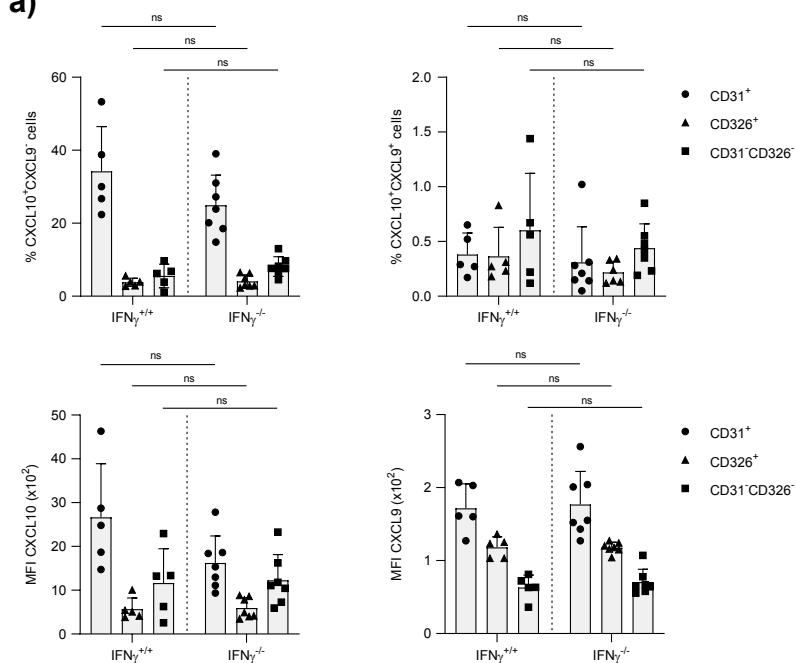 a)
ns
ns
ns
% CXCL10⁺CXCL9⁻ cells
60
40
20
0
IFNγ⁺/⁺
IFNγ⁻/⁻
ns
ns
ns
% CXCL10⁺CXCL9⁺ cells
2.0
1.5
1.0
0.5
0.0
IFNγ⁺/⁺
IFNγ⁻/⁻
CD31⁺
CD326⁺
CD31⁻CD326⁻
ns
ns
ns
MFI CXCL10 (x10²)
50
40
30
20
10
0
IFNγ⁺/⁺
IFNγ⁻/⁻
ns
ns
ns
MFI CXCL9 (x10²)
3
2
1
0
IFNγ⁺/⁺
IFNγ⁻/⁻
CD31⁺
CD326⁺
CD31⁻CD326⁻